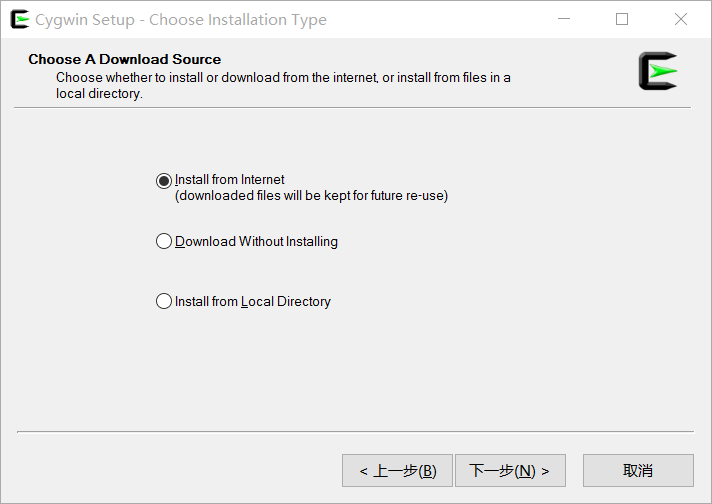 Cygwin Setup - Choose Installation Type
Choose A Download Source
Choose whether to install or download from the internet, or install from files in a
local directory.
Install from Internet
(downloaded files will be kept for future re-use)
Download Without Installing
Install from Local Directory
< 上一步(B)
下一步(N) >
取消